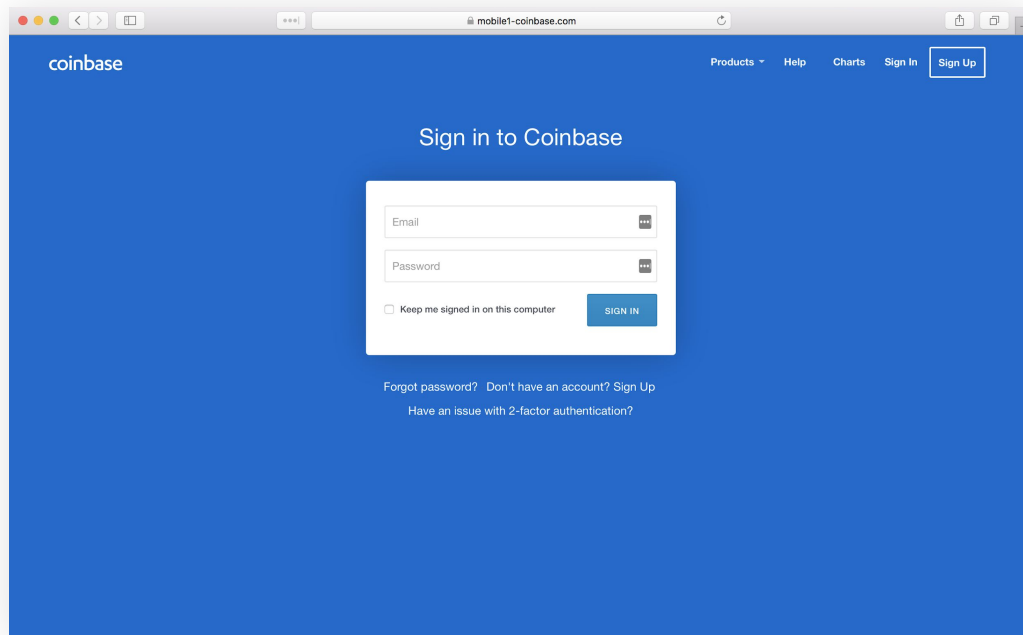 mobile1-coinbase.com
coinbase
Products Help Charts Sign In Sign Up
Sign in to Coinbase
Email
Password
Keep me signed in on this computer SIGN IN
Forgot password? Don't have an account? Sign Up
Have an issue with 2-factor authentication?